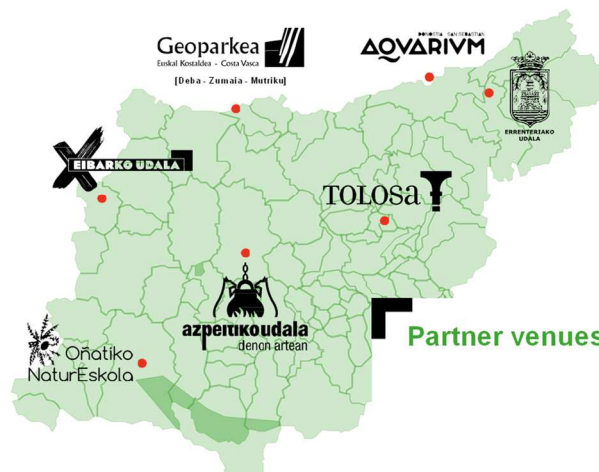 Geoparkea
Euskal Kostaldea - Costa Vasca
[Deba - Zumaia - Mutriku]
DONOSTIA SAN SEBASTIAN
AQVARIVM
ERRENTERIAKO
UDALA
EIBARKO UDALA
TOLOSa
azpeitikoudala
denon artean
Partner venues
Oñatiko
NaturEskola